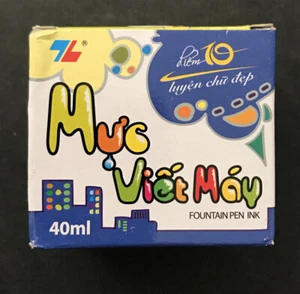 TL®
điểm 10
luyện chữ đẹp
Mực
Viết Máy
FOUNTAIN PEN INK
40ml